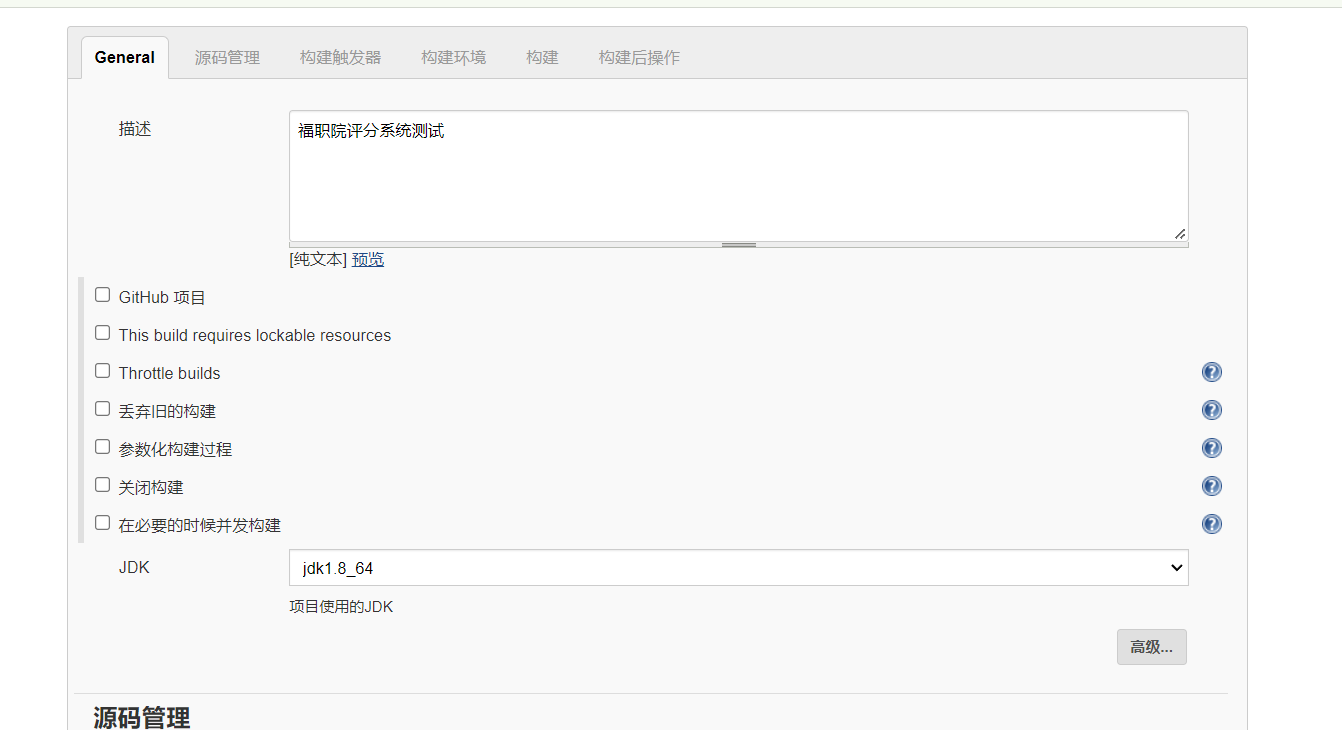 General 源码管理 构建触发器 构建环境 构建 构建后操作
描述
福职院评分系统测试
[纯文本] 预览
GitHub 项目
This build requires lockable resources
Throttle builds
丢弃旧的构建
参数化构建过程
关闭构建
在必要的时候并发构建
JDK
jdk1.8_64
项目使用的JDK
高级...
源码管理